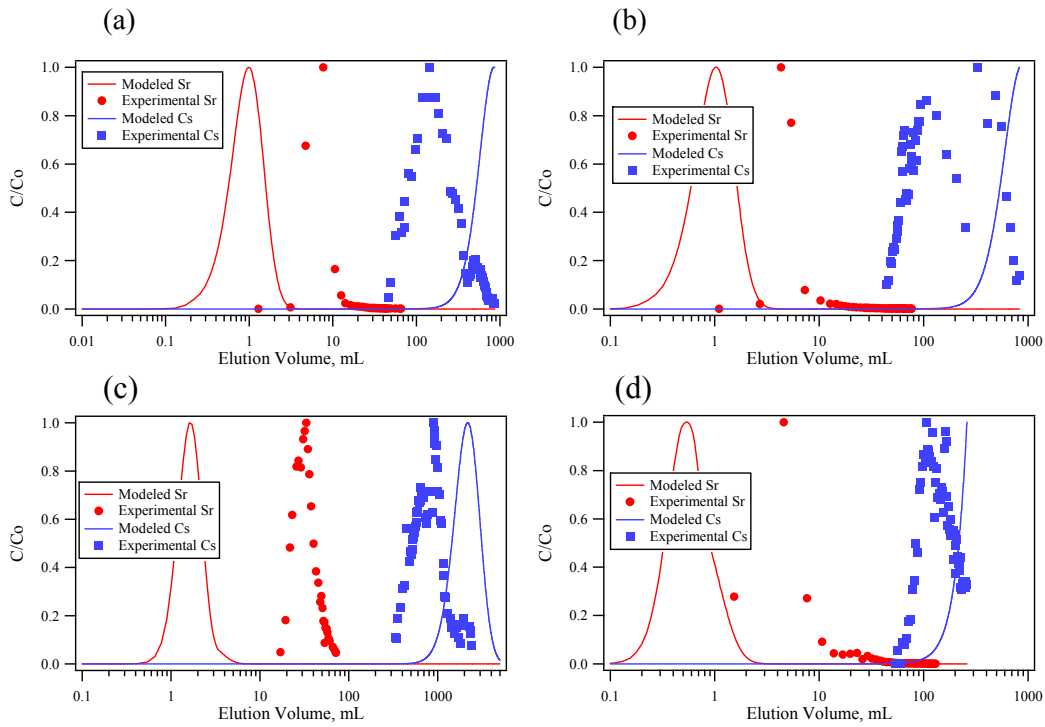 (a)
1.0
0.8
0.6
0.4
0.2
0.0
C/Co
Modeled Sr
Experimental Sr
Modeled Cs
Experimental Cs
0.01 0.1 1 10 100 1000
Elution Volume, mL
(b)
1.0
0.8
0.6
0.4
0.2
0.0
C/Co
Modeled Sr
Experimental Sr
Modeled Cs
Experimental Cs
0.1 1 10 100 1000
Elution Volume, mL
(c)
1.0
0.8
0.6
0.4
0.2
0.0
C/Co
Modeled Sr
Experimental Sr
Modeled Cs
Experimental Cs
0.1 1 10 100 1000
Elution Volume, mL
(d)
1.0
0.8
0.6
0.4
0.2
0.0
C/Co
Modeled Sr
Experimental Sr
Modeled Cs
Experimental Cs
0.1 1 10 100 1000
Elution Volume, mL